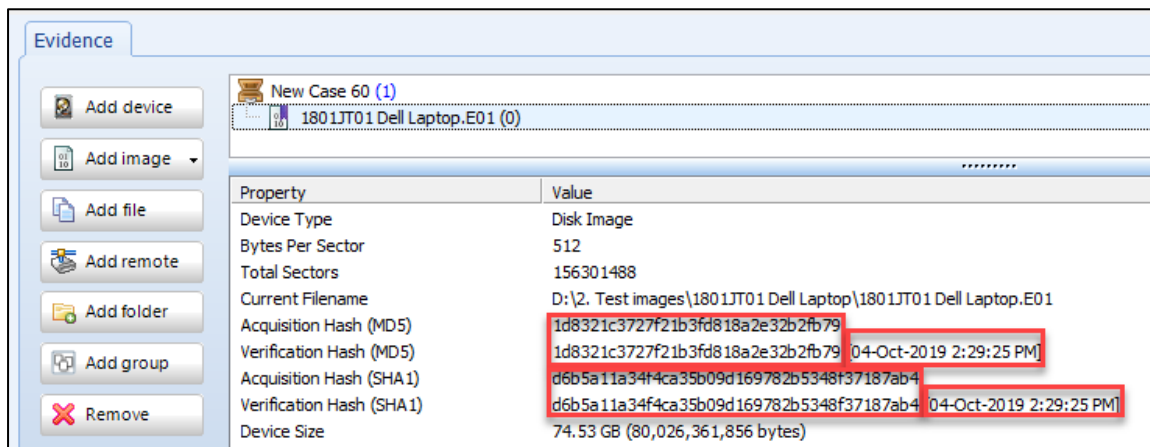 Evidence
Add device
Add image
Add file
Add remote
Add folder
Add group
Remove
New Case 60 (1)
1801JT01 Dell Laptop.E01 (0)
Property Value
Device Type Disk Image
Bytes Per Sector 512
Total Sectors 156301488
Current Filename D:\2. Test images\1801JT01 Dell Laptop\1801JT01 Dell Laptop.E01
Acquisition Hash (MD5) 1d8321c3727f21b3fd818a2e32b2fb79
Verification Hash (MD5) 1d8321c3727f21b3fd818a2e32b2fb79 [04-Oct-2019 2:29:25 PM]
Acquisition Hash (SHA1) d6b5a11a34f4ca35b09d169782b5348f37187ab4
Verification Hash (SHA1) d6b5a11a34f4ca35b09d169782b5348f37187ab4 [04-Oct-2019 2:29:25 PM]
Device Size 74.53 GB (80,026,361,856 bytes)